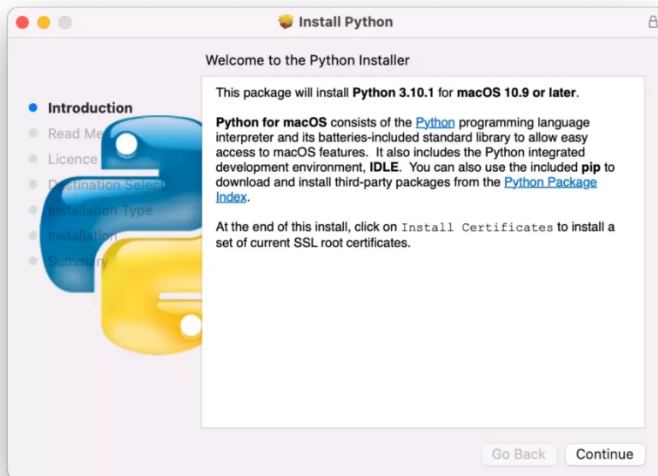 Install Python
Welcome to the Python Installer
Introduction
Read Me
Licence
Destination Select
Installation Type
Installation
Summary
This package will install Python 3.10.1 for macOS 10.9 or later.
Python for macOS consists of the Python programming language
interpreter and its batteries-included standard library to allow easy
access to macOS features.  It also includes the Python integrated
development environment, IDLE.  You can also use the included pip to
download and install third-party packages from the Python Package
Index.
At the end of this install, click on Install Certificates to install a
set of current SSL root certificates.
Go Back
Continue